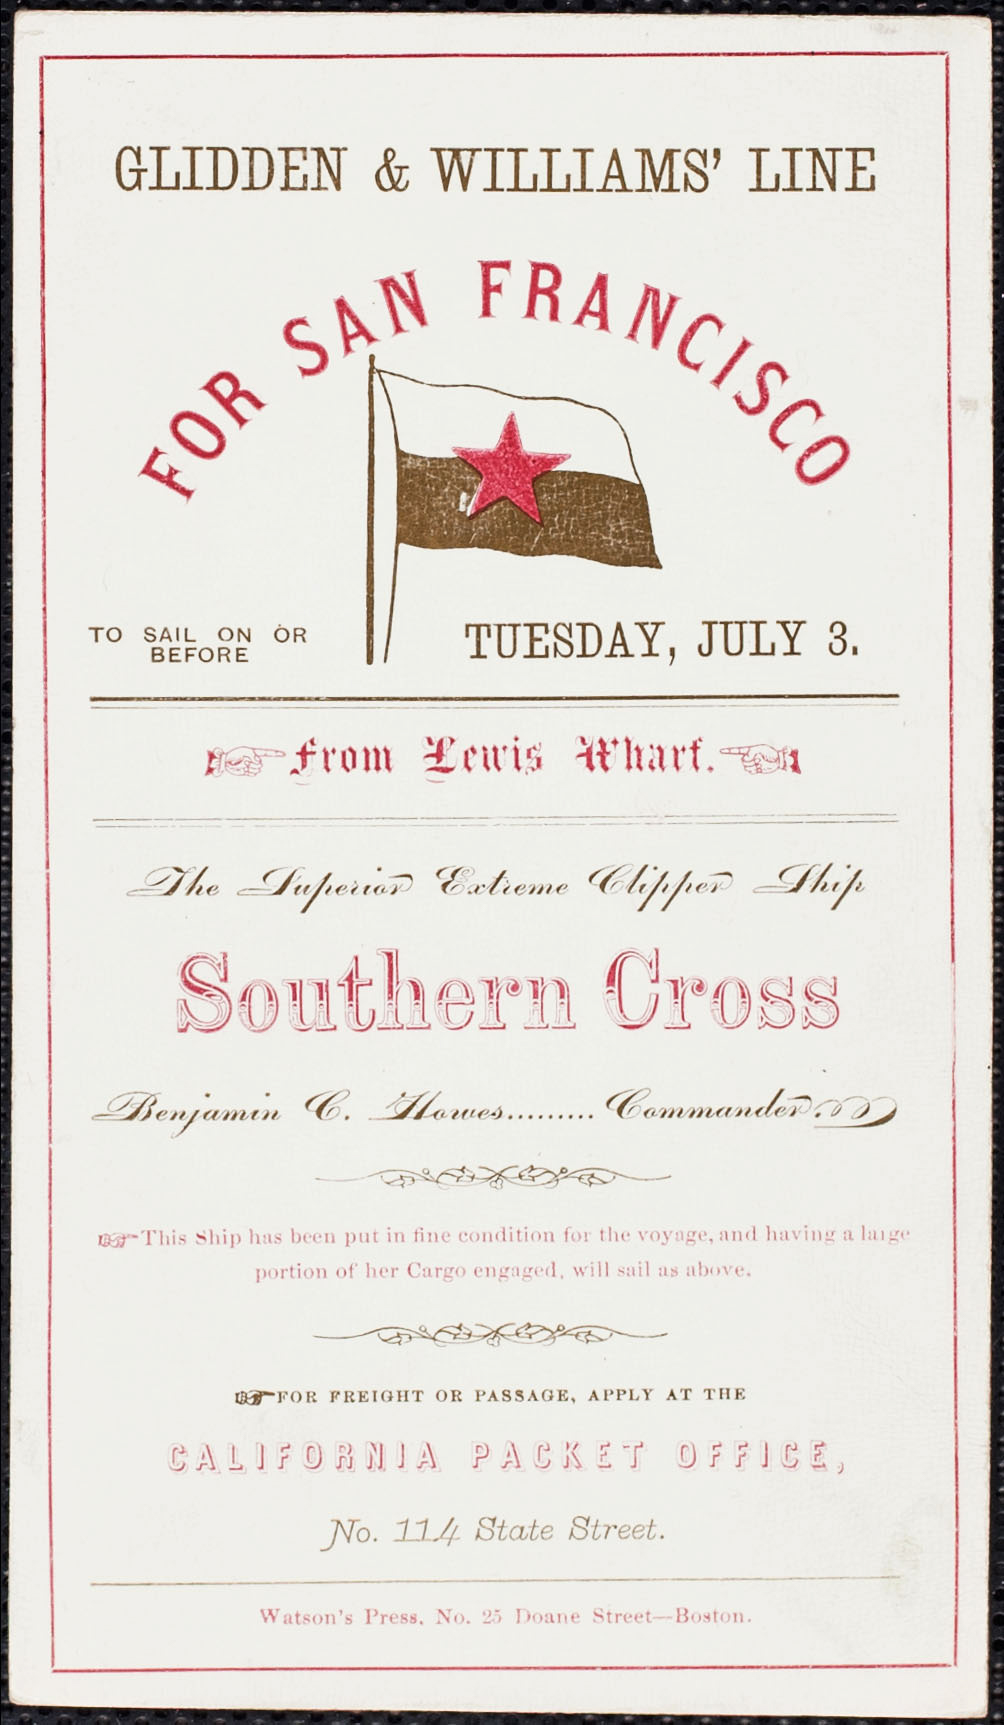 GLIDDEN & WILLIAMS' LINE
FOR SAN FRANCISCO
TO SAIL ON OR
BEFORE
TUESDAY, JULY 3.
From Lewis Wharf.
The Superior Extreme Clipper Ship
Southern Cross
Benjamin C. Howes......... Commander.
This Ship has been put in fine condition for the voyage, and having a large
portion of her Cargo engaged, will sail as above.
FOR FREIGHT OR PASSAGE, APPLY AT THE
CALIFORNIA PACKET OFFICE,
No. 114 State Street.
Watson's Press, No. 25 Doane Street—Boston.